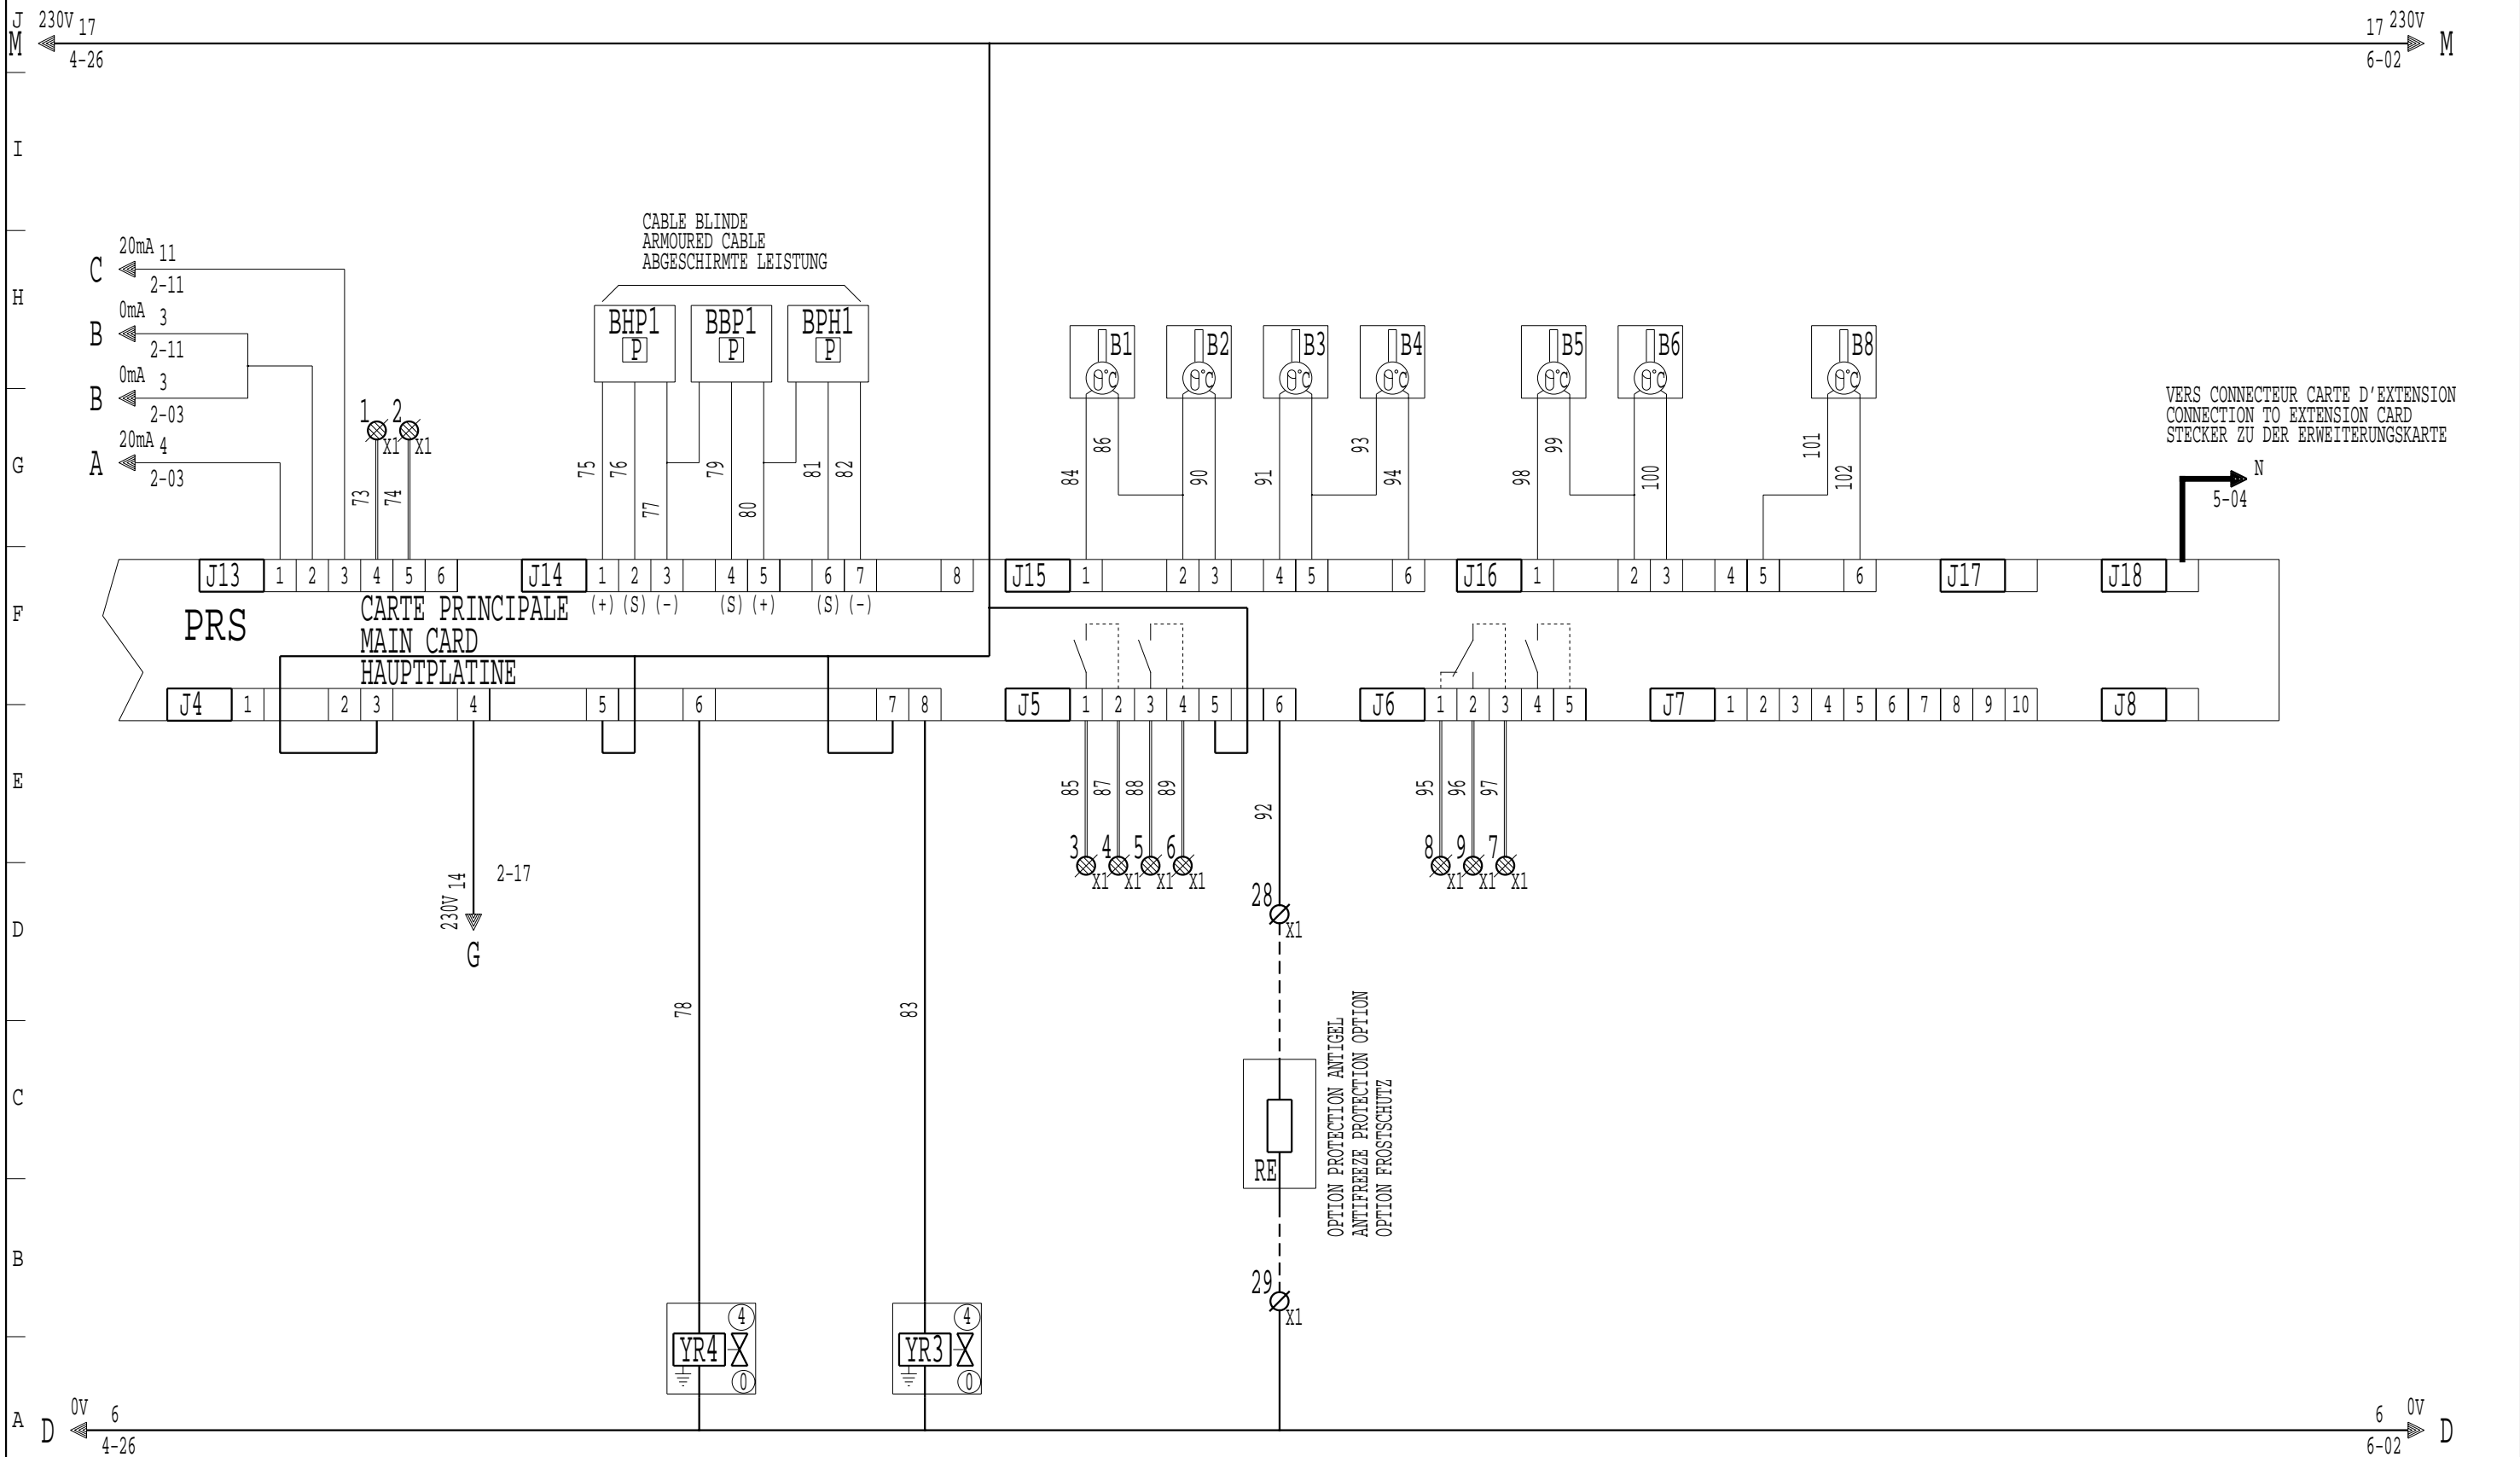 J 230V 17
17 230V
M
M
4-26
6-02
I
CABLE BLINDE
ARMOURED CABLE
ABGESCHIRMTE LEISTUNG
20mA 11
C
2-11
H
0mA 3
B
2-11
0mA 3
B
2-03
20mA 4
A
2-03
G
BHP1 BBP1 BPH1
P P P
B1 B2 B3 B4 B5 B6 B8
°C °C °C °C °C °C °C
VERS CONNECTEUR CARTE D'EXTENSION
CONNECTION TO EXTENSION CARD
STECKER ZU DER ERWEITERUNGSKARTE
N
5-04
1 2
X1 X1
73 74 75 76 77 79 80 81 82 84 86 90 91 93 94 98 99 100 101 102
J13 1 2 3 4 5 6
J14 1 2 3 4 5 6 7 8
J15 1 2 3 4 5 6
J16 1 2 3 4 5 6
J17
J18
(+) (S) (-) (S) (+) (S) (-)
F
PRS
CARTE PRINCIPALE
MAIN CARD
HAUPTPLATINE
J4 1 2 3 4 5 6 7 8
J5 1 2 3 4 5 6
J6 1 2 3 4 5
J7 1 2 3 4 5 6 7 8 9 10
J8
E
85 87 88 89 92 95 96 97
3 4 5 6
X1 X1 X1 X1
8 9 7
X1 X1 X1
230V 14
2-17
G
D
28
X1
78
83
C
RE
OPTION PROTECTION ANTIGEL
ANTIFREEZE PROTECTION OPTION
OPTION FROSTSCHUTZ
B
29
X1
4 4
YR4 YR3
0 0
A
0V 6
6 0V
D
D
4-26
6-02